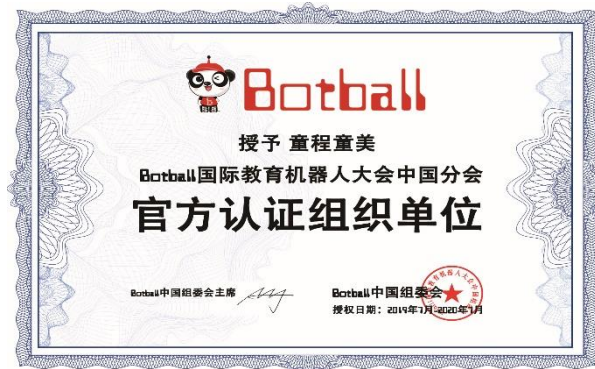 Botball
授予 童程童美
Botball国际教育机器人大会中国分会
官方认证组织单位
Botball中国组委会主席
Botball中国组委会
授权日期：2019年7月-2020年7月